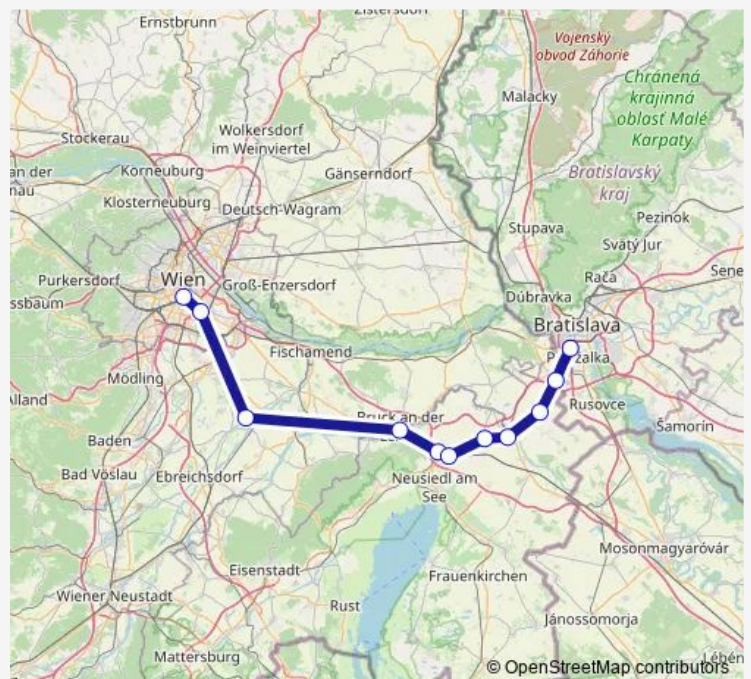 Zistersdorf
Ernstbrunn
Vojenský
obvod Záhorie
Chránená
krajinná
oblasť Malé
Karpaty
Malacky
Stockerau
Wolkersdorf
im Weinviertel
an der
nau
Korneuburg
Gänserndorf
Bratislavský
kraj
Klosterneuburg
Deutsch-Wagram
Pezinok
Stupava
Svätý Jur
Purkersdorf
Wien
Groß-Enzersdorf
Rača
Sene
ssbaum
Dúbravka
Bratislava
Fischamend
Mödling
Alland
Bruck an der
Rusovce
Šamorín
Baden
Bad Vöslau
Ebreichsdorf
Neusiedl am
See
Mosonmagyaróvár
Eisenstadt
Frauenkirchen
Wiener Neustadt
Rust
Jánossomorja
Mattersburg
© OpenStreetMap contributors